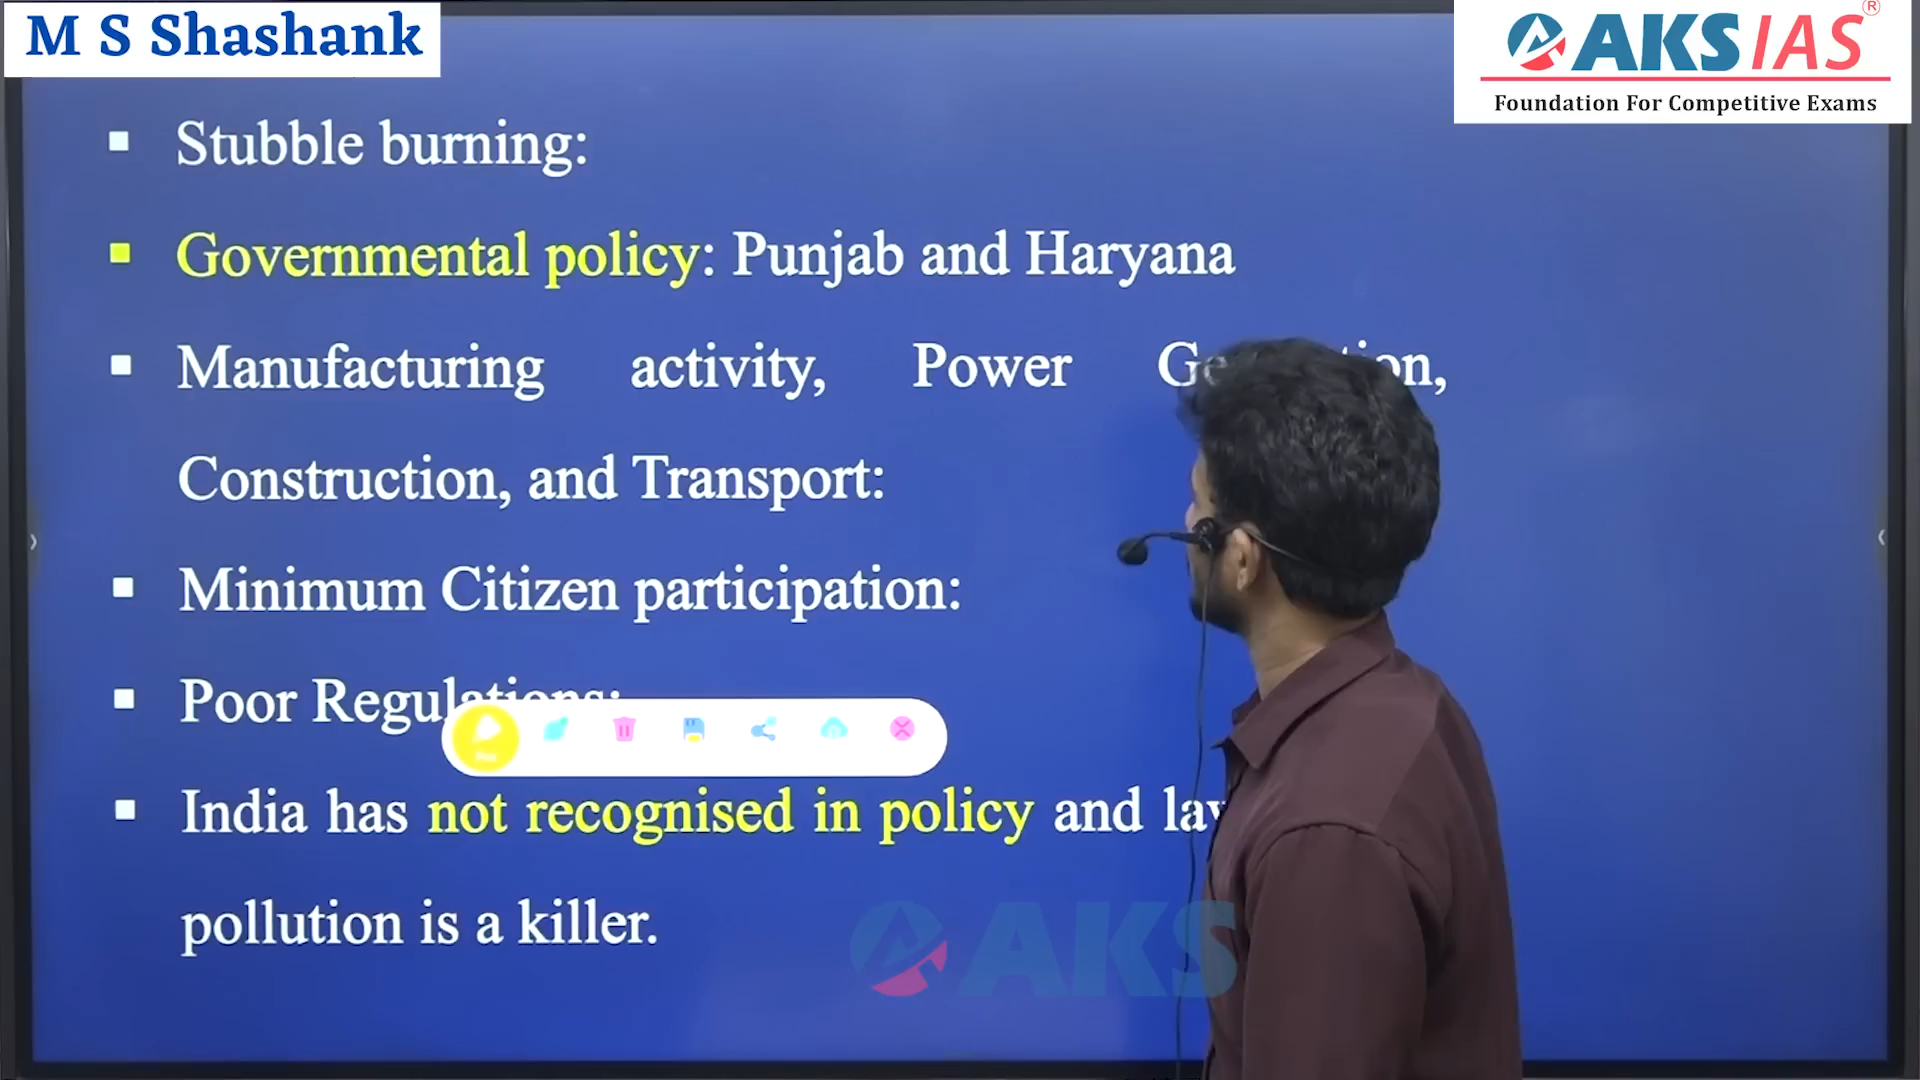 M S Shashank
AKS IAS ®
Foundation For Competitive Exams
Stubble burning:
Governmental policy: Punjab and Haryana
Manufacturing activity, Power
Construction, and Transport:
Minimum Citizen participation:
Poor Regulations:
India has not recognised in policy and
pollution is a killer.
AKS